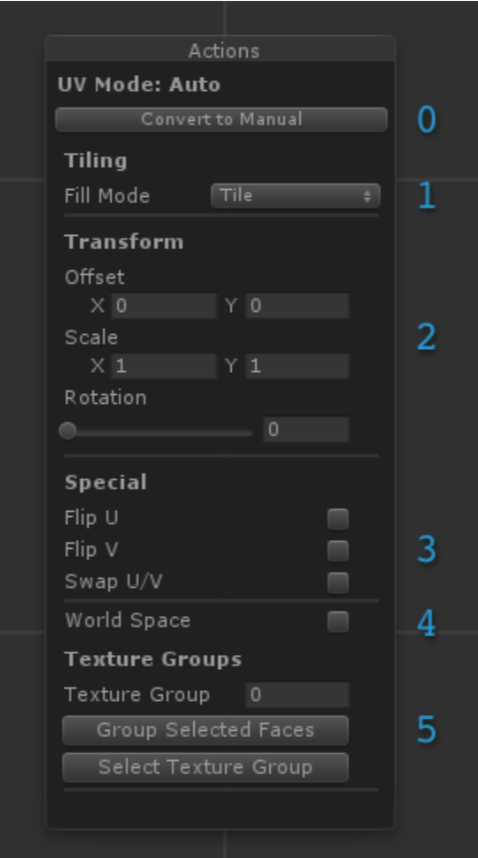 Actions
UV Mode: Auto
Convert to Manual 0
Tiling
Fill Mode Tile 1
Transform
Offset
X 0 Y 0
Scale 2
X 1 Y 1
Rotation
0
Special
Flip U
Flip V 3
Swap U/V
World Space 4
Texture Groups
Texture Group 0
Group Selected Faces 5
Select Texture Group